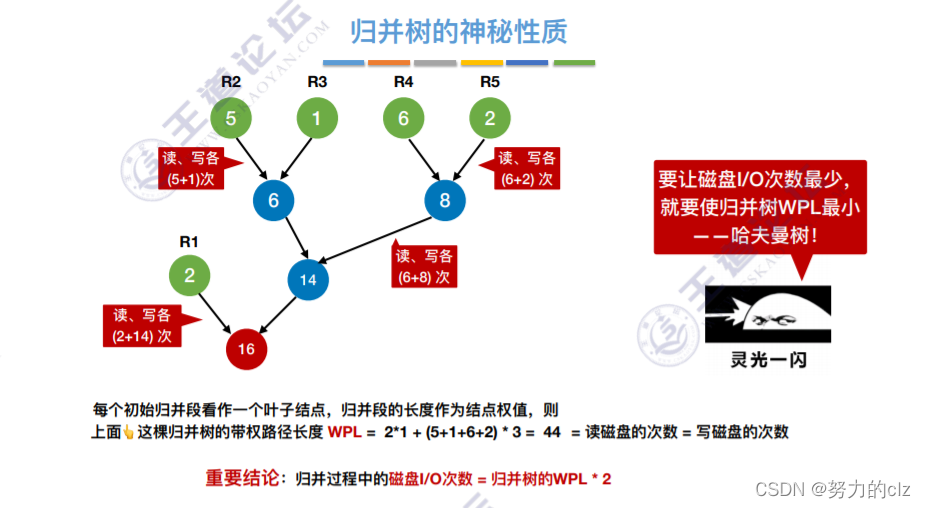 归并树的神秘性质
R2 R3 R4 R5
5 1 6 2
读、写各
(5+1)次
读、写各
(6+2) 次
6 8
读、写各
(6+8) 次
R1
2 14
读、写各
(2+14) 次
16
要让磁盘I/O次数最少，
就要使归并树WPL最小
——哈夫曼树！
灵光一闪
每个初始归并段看作一个叶子结点，归并段的长度作为结点权值，则
上面👆这棵归并树的带权路径长度 WPL = 2*1 + (5+1+6+2) * 3 = 44 = 读磁盘的次数 = 写磁盘的次数
重要结论：归并过程中的磁盘I/O次数 = 归并树的WPL * 2
王道论坛
CSDN @努力的clz